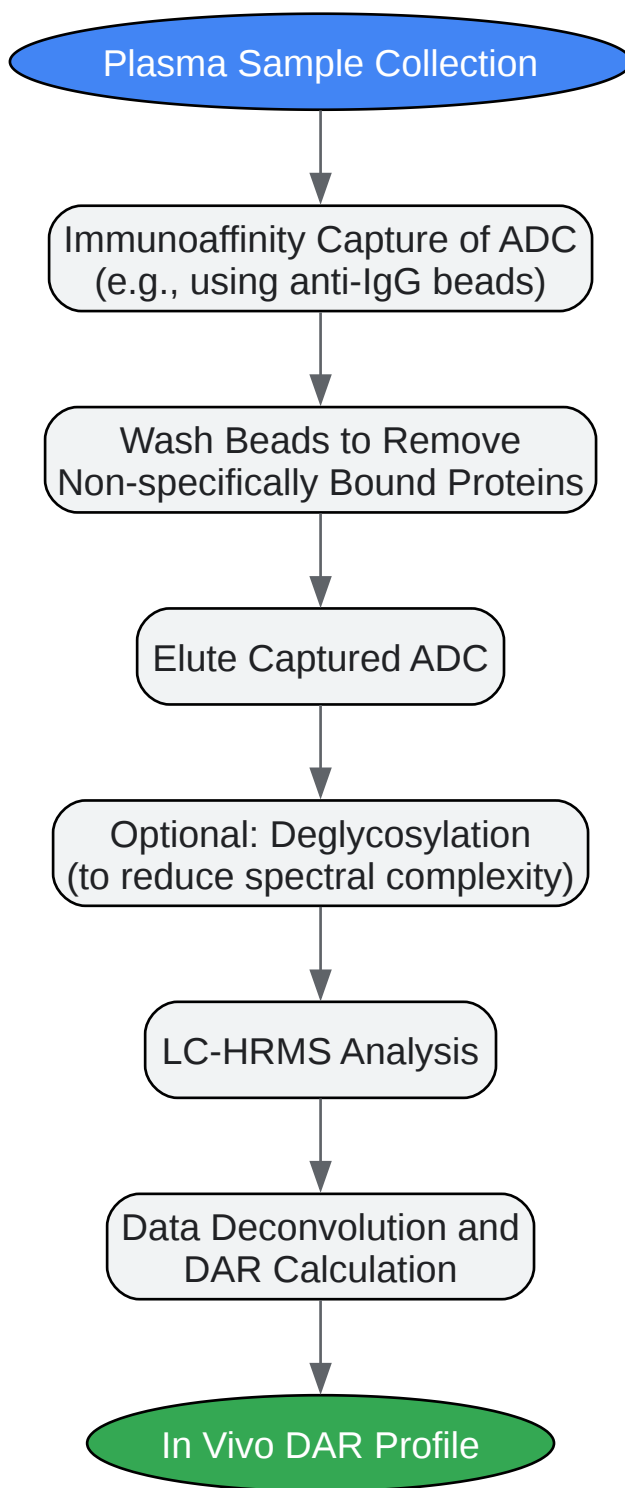 Plasma Sample Collection
Immunoaffinity Capture of ADC
(e.g., using anti-IgG beads)
Wash Beads to Remove
Non-specifically Bound Proteins
Elute Captured ADC
Optional: Deglycosylation
(to reduce spectral complexity)
LC-HRMS Analysis
Data Deconvolution and
DAR Calculation
In Vivo DAR Profile